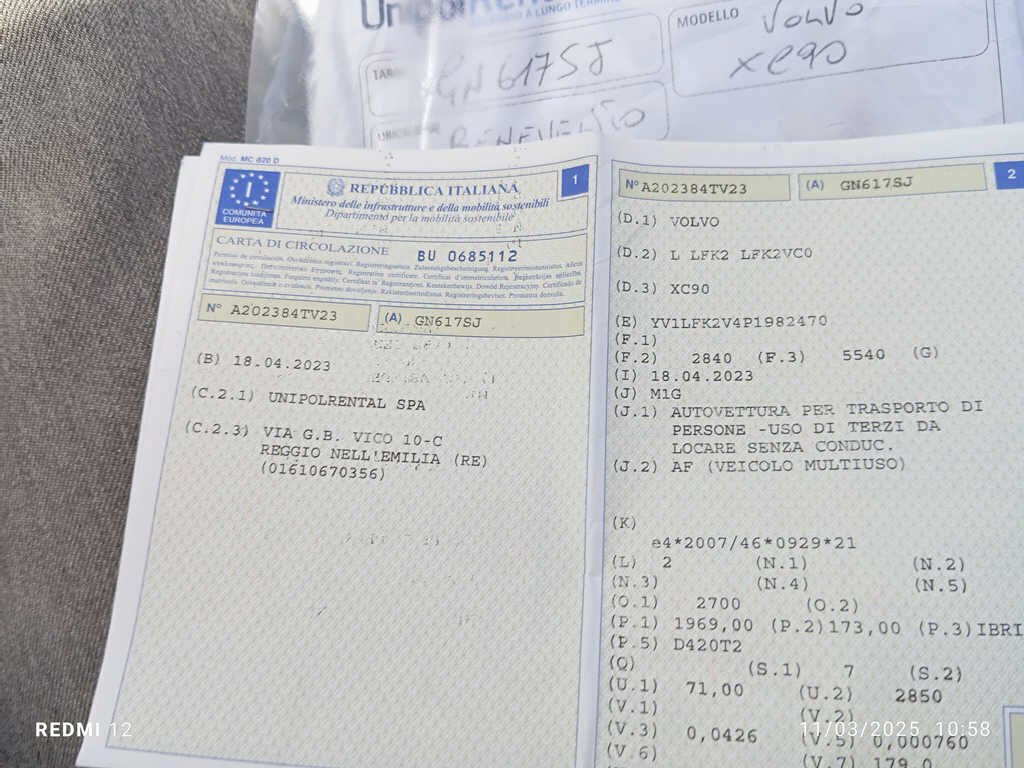 A LUNGO TERMINE
MODELLO
VOLVO
XC90
GN617SJ
BENEVENTO
Mod. MC 820 D
I
COMUNITA
EUROPEA
REPUBBLICA ITALIANA
1
Ministero delle infrastrutture e della mobilità sostenibili
Dipartimento per la mobilità sostenibile
CARTA DI CIRCOLAZIONE BU 0685112
N° A202384TV23 (A) GN617SJ
(B) 18.04.2023
(C.2.1) UNIPOLRENTAL SPA
(C.2.3) VIA G.B. VICO 10-C
REGGIO NELL'EMILIA (RE)
(01610670356)
N° A202384TV23 (A) GN617SJ 2
(D.1) VOLVO
(D.2) L LFK2 LFK2VC0
(D.3) XC90
(E) YV1LFK2V4P1982470
(F.1)
(F.2) 2840 (F.3) 5540 (G)
(I) 18.04.2023
(J) M1G
(J.1) AUTOVETTURA PER TRASPORTO DI
PERSONE -USO DI TERZI DA
LOCARE SENZA CONDUC.
(J.2) AF (VEICOLO MULTIUSO)
(K)
e4*2007/46*0929*21
(L) 2 (N.1) (N.2)
(N.3) (N.4) (N.5)
(O.1) 2700 (O.2)
(P.1) 1969,00 (P.2) 173,00 (P.3) IBRI
(P.5) D420T2
(Q) (S.1) 7 (S.2)
(U.1) 71,00 (U.2) 2850
(V.1) (V.2)
(V.3) 0,0426 (V.5) 0,000760
(V.6) (V.7) 179,0
REDMI 12
11/03/2025 10:58